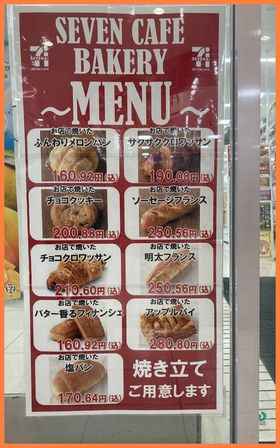 SEVEN CAFÉ
BAKERY
～MENU～
お店で焼いた
ふんわりメロンパン
160.92円(込)
お店で焼いた
サクサククロワッサン
190.08円(込)
お店で焼いた
チョコクッキー
200.88円(込)
お店で焼いた
ソーセージフランス
250.56円(込)
お店で焼いた
チョコクロワッサン
210.60円(込)
お店で焼いた
明太フランス
250.56円(込)
お店で焼いた
バター香るフィナンシェ
160.92円(込)
お店で焼いた
アップルパイ
280.80円(込)
お店で焼いた
塩パン
170.64円(込)
焼き立て
ご用意します